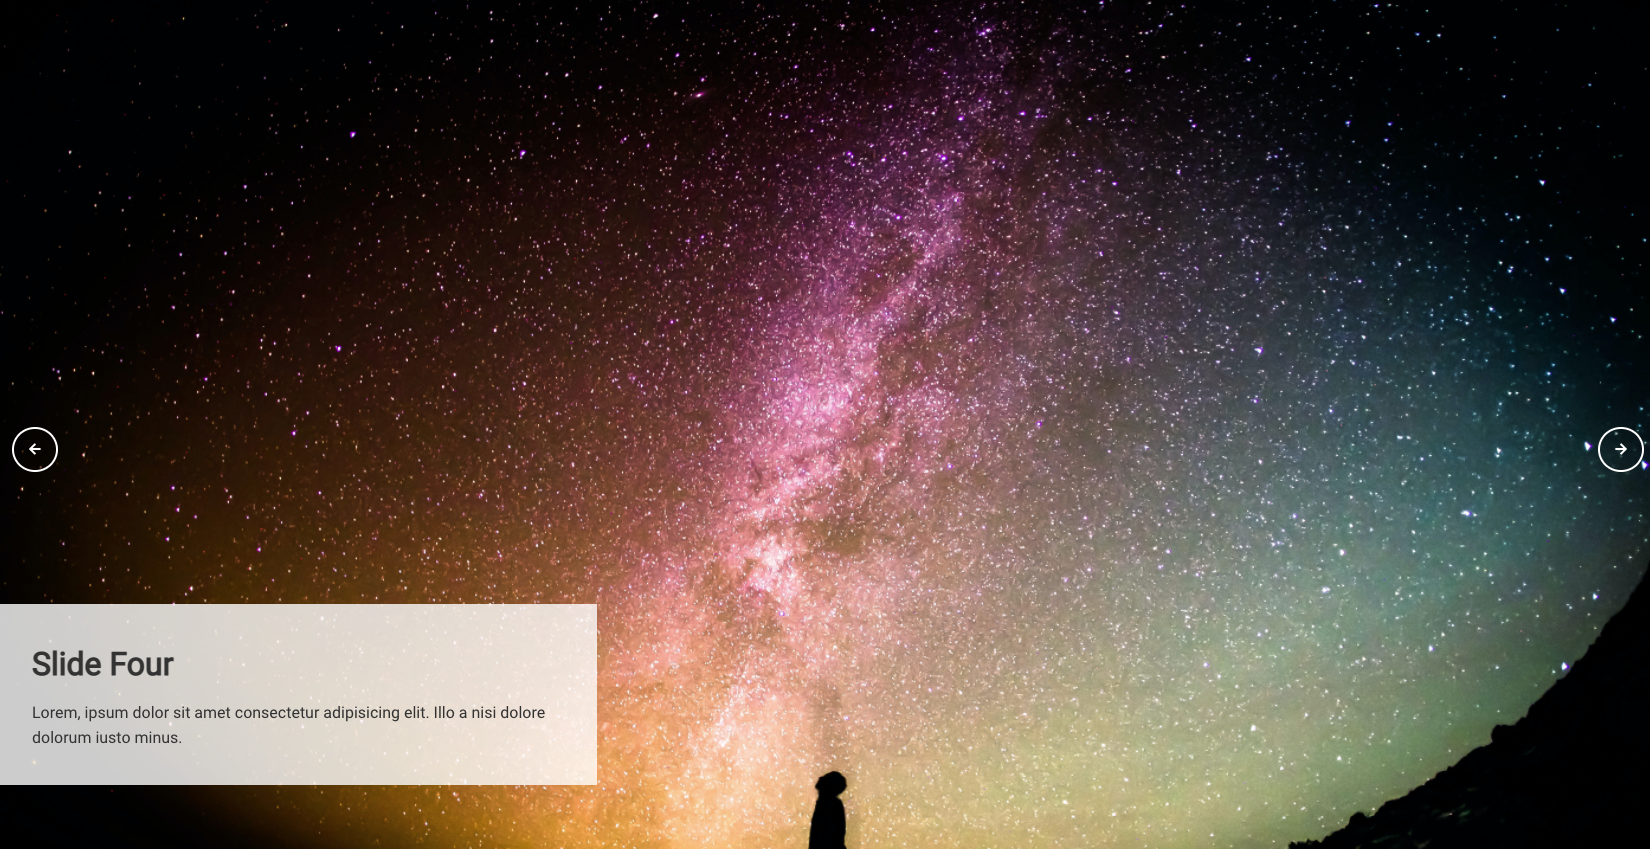 Slide Four
Lorem, ipsum dolor sit amet consectetur adipisicing elit. Illo a nisi dolore
dolorum iusto minus.